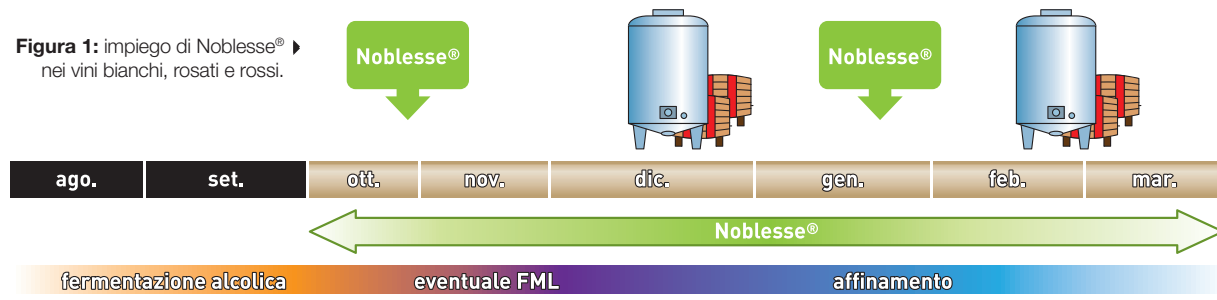 Figura 1: impiego di Noblesse®
nei vini bianchi, rosati e rossi.
Noblesse®
Noblesse®
ago. set. ott. nov. dic. gen. feb. mar.
Noblesse®
fermentazione alcolica eventuale FML affinamento